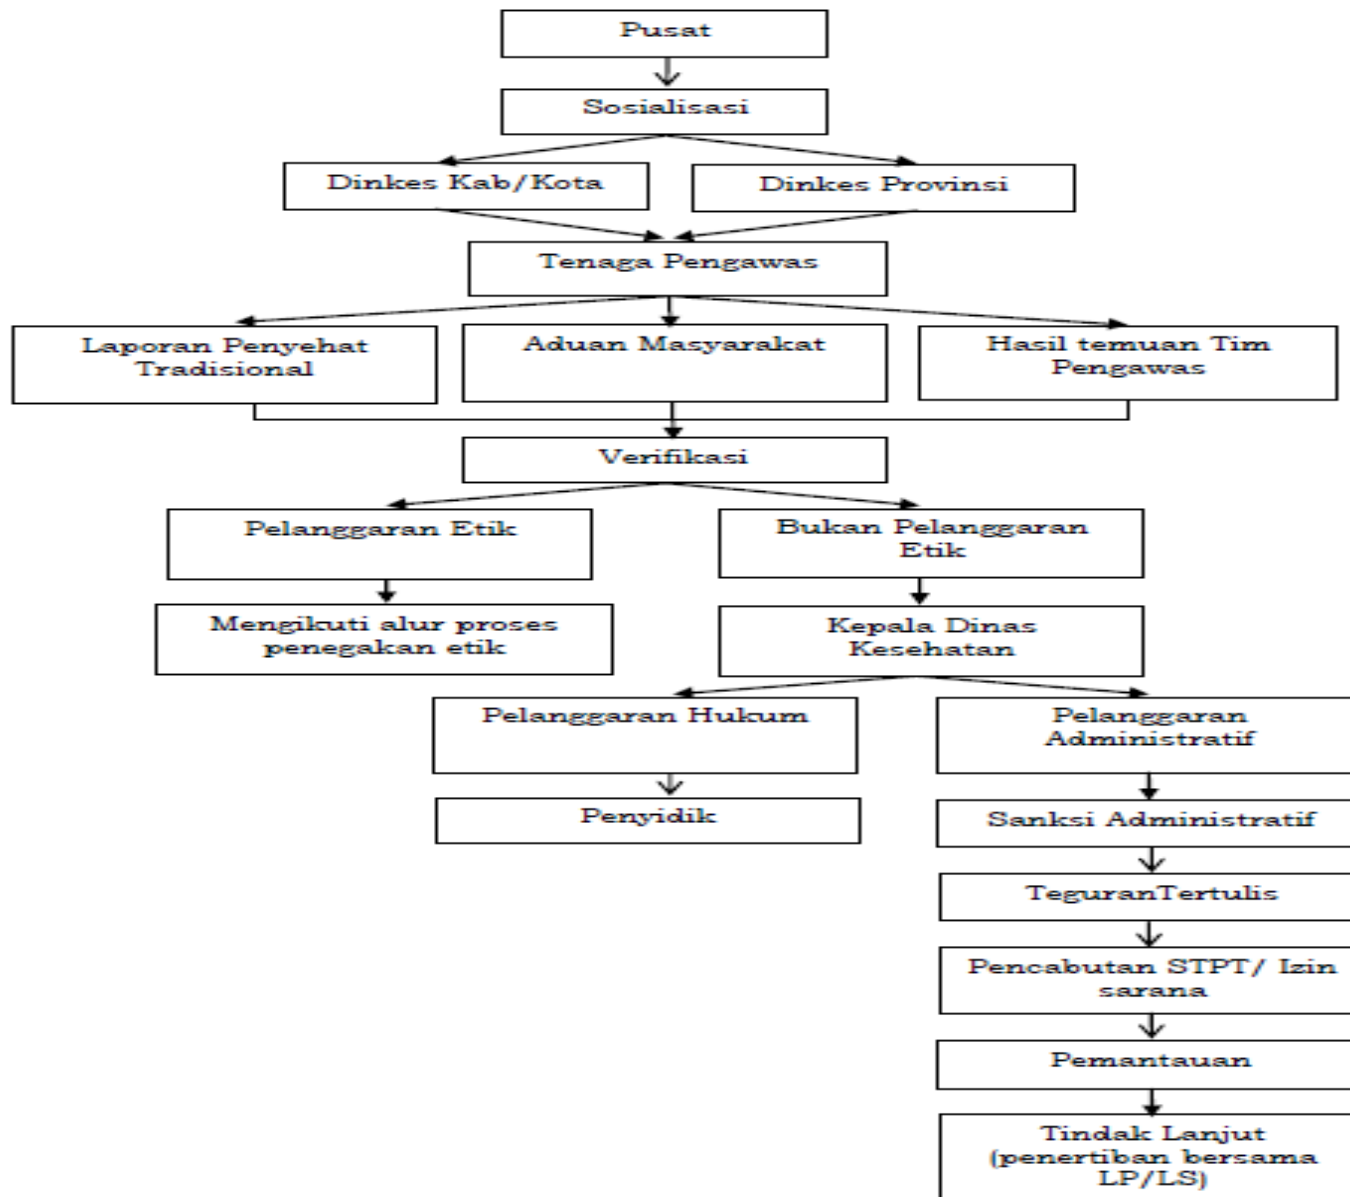 Pusat
Sosialisasi
Dinkes Kab/Kota
Dinkes Provinsi
Tenaga Pengawas
Laporan Penyehat
Tradisional
Aduan Masyarakat
Hasil temuan Tim
Pengawas
Verifikasi
Pelanggaran Etik
Bukan Pelanggaran
Etik
Mengikuti alur proses
penegakan etik
Kepala Dinas
Kesehatan
Pelanggaran Hukum
Pelanggaran
Administratif
Penyidik
Sanksi Administratif
TeguranTertulis
Pencabutan STPT/ Izin
sarana
Pemantauan
Tindak Lanjut
(penertiban bersama
LP/LS)